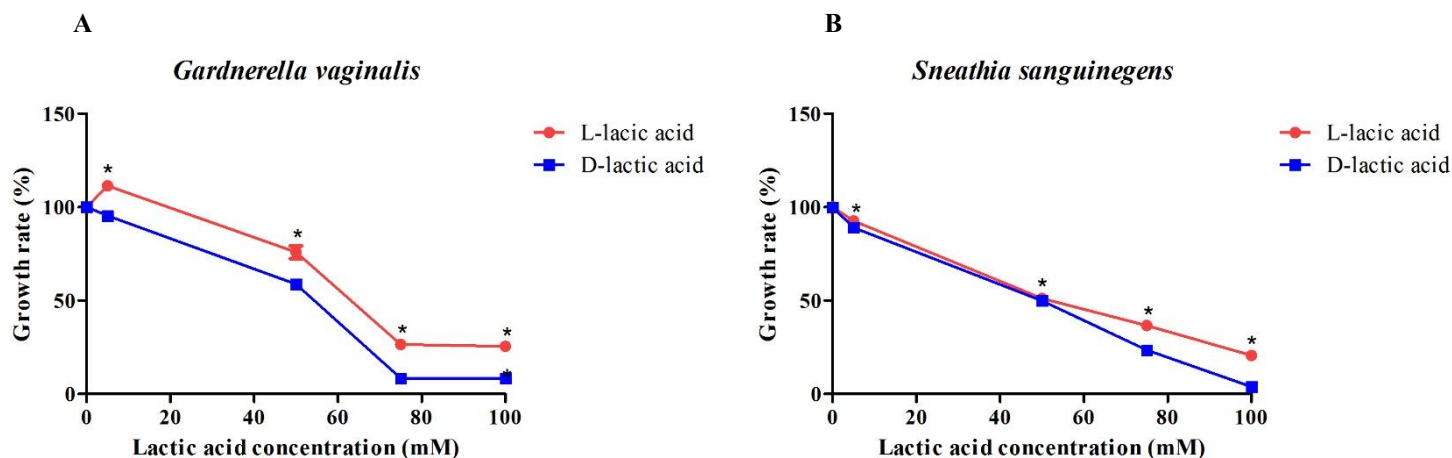 A
Gardnerella vaginalis
150
100
50
0
Growth rate (%)
*
*
*
*
*
0 20 40 60 80 100
Lactic acid concentration (mM)
L-lacic acid
D-lactic acid
B
Sneathia sanguinegens
150
100
50
0
Growth rate (%)
*
*
*
*
0 20 40 60 80 100
Lactic acid concentration (mM)
L-lacic acid
D-lactic acid